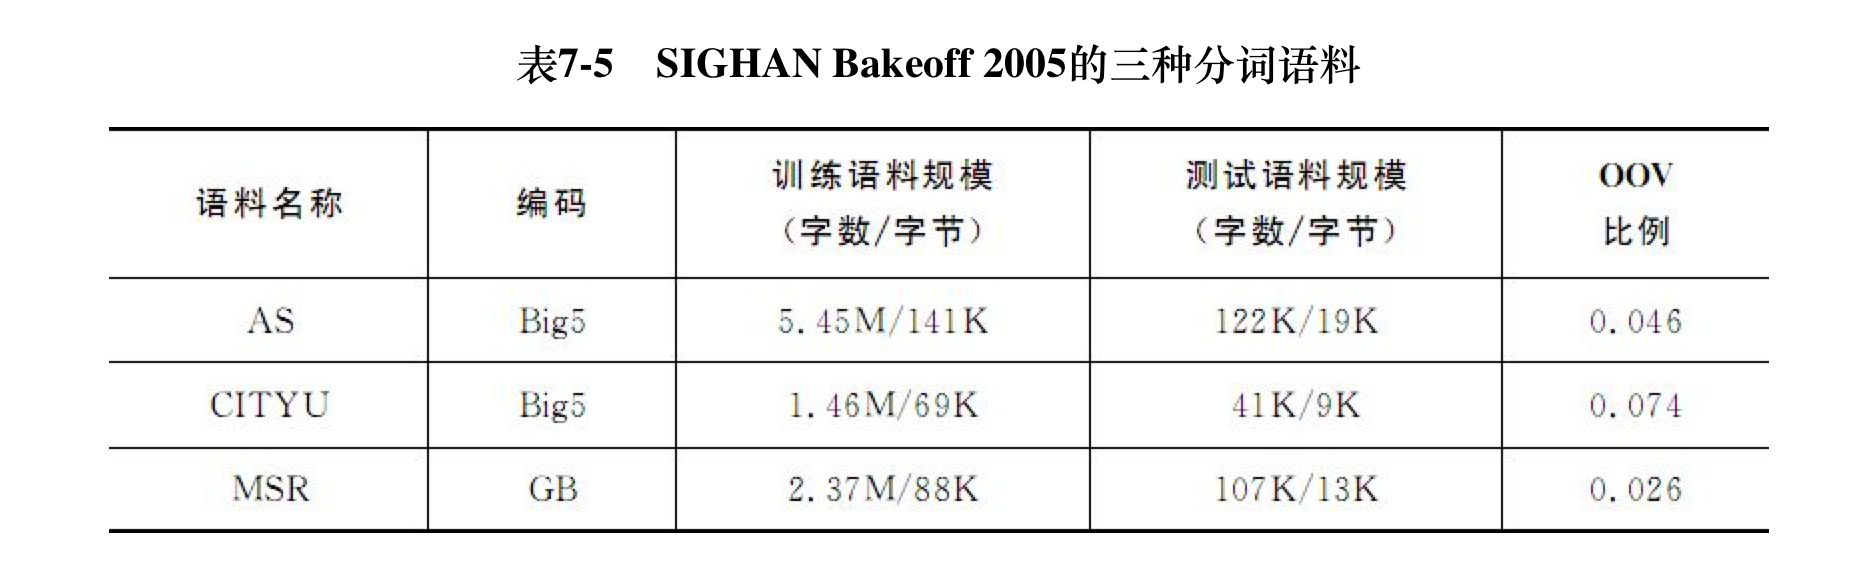 表7-5 SIGHAN Bakeoff 2005的三种分词语料
语料名称 编码 训练语料规模（字数/字节） 测试语料规模（字数/字节） OOV比例
AS Big5 5.45M/141K 122K/19K 0.046
CITYU Big5 1.46M/69K 41K/9K 0.074
MSR GB 2.37M/88K 107K/13K 0.026